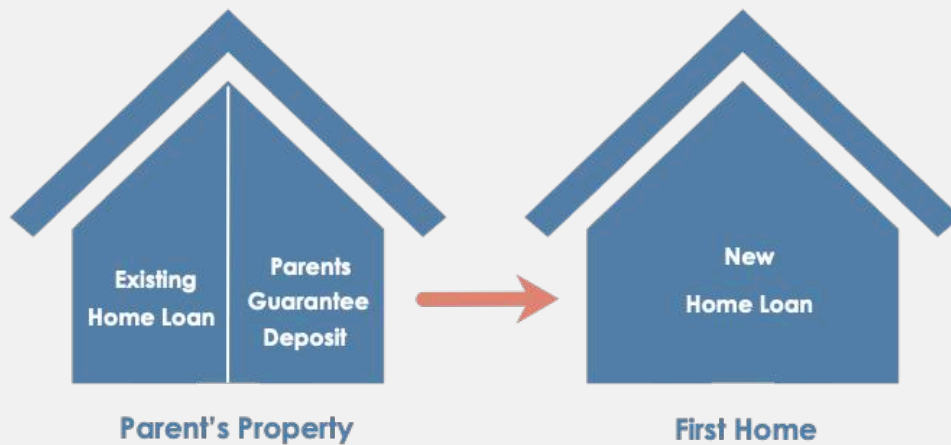 Existing
Home Loan
Parents
Guarantee
Deposit
New
Home Loan
Parent's Property
First Home